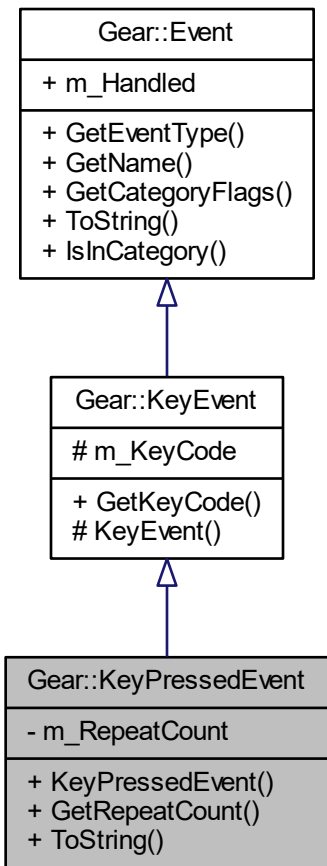 Gear::Event
+ m_Handled
+ GetEventType()
+ GetName()
+ GetCategoryFlags()
+ ToString()
+ IsInCategory()
Gear::KeyEvent
# m_KeyCode
+ GetKeyCode()
# KeyEvent()
Gear::KeyPressedEvent
- m_RepeatCount
+ KeyPressedEvent()
+ GetRepeatCount()
+ ToString()